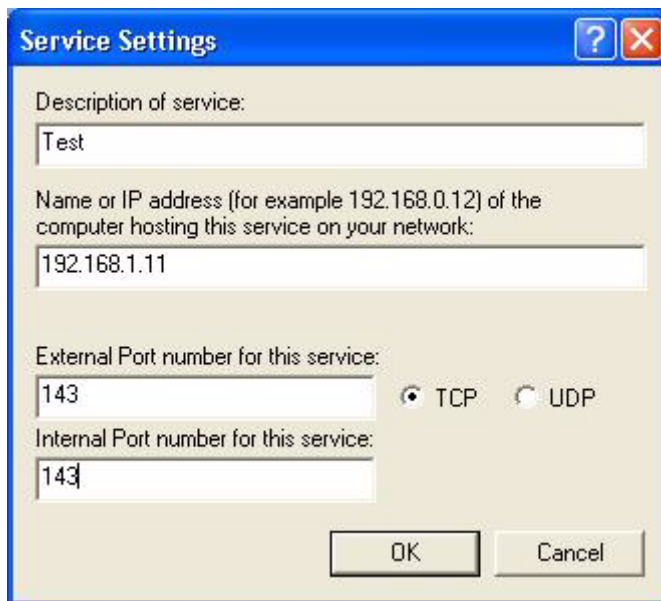 Service Settings
Description of service:
Test
Name or IP address (for example 192.168.0.12) of the
computer hosting this service on your network:
192.168.1.11
External Port number for this service:
143 TCP UDP
Internal Port number for this service:
143
OK Cancel